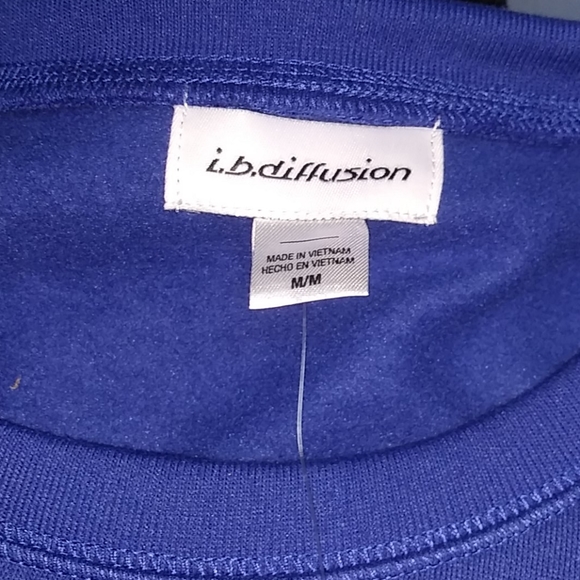 i.b.diffusion
MADE IN VIETNAM
HECHO EN VIETNAM
M/M